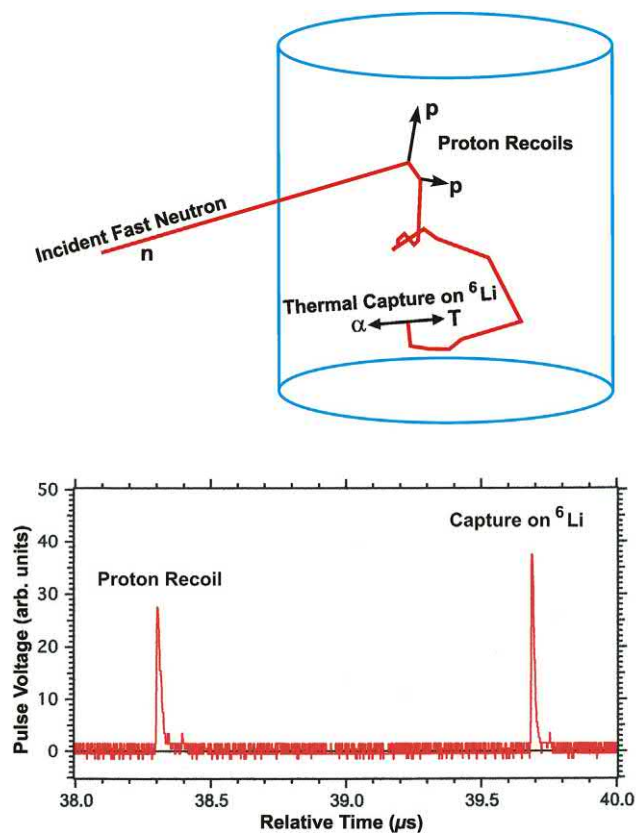 p
Proton Recoils
p
Incident Fast Neutron
n
Thermal Capture on ⁶Li
α T
50
40
30
20
10
0
Pulse Voltage (arb. units)
Proton Recoil
Capture on ⁶Li
38.0 38.5 39.0 39.5 40.0
Relative Time (μs)